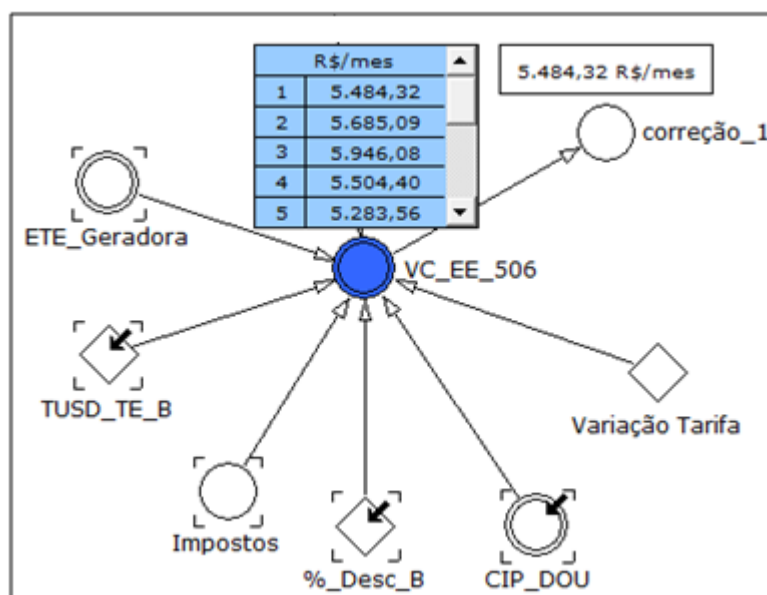 R$/mes
1 5.484,32
2 5.685,09
3 5.946,08
4 5.504,40
5 5.283,56
5.484,32 R$/mes
correção_1
ETE_Geradora
VC_EE_506
TUSD_TE_B
Variação Tarifa
Impostos
%_Desc_B
CIP_DOU